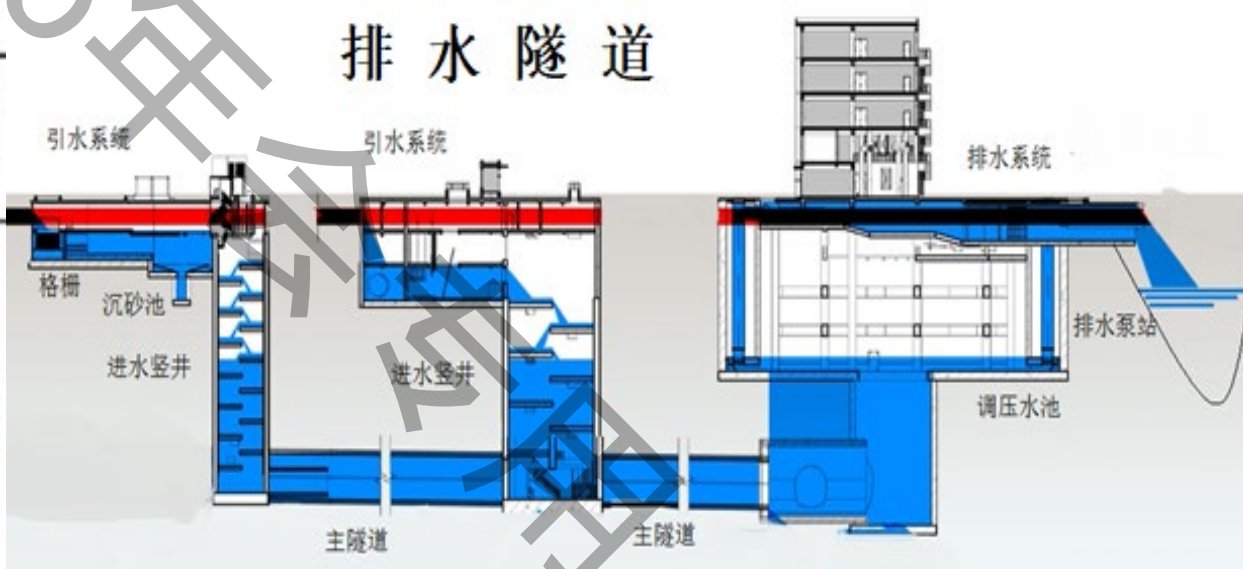 排水隧道
引水系统
引水系统
排水系统
格栅
沉砂池
进水竖井
进水竖井
排水泵站
调压水池
主隧道
主隧道